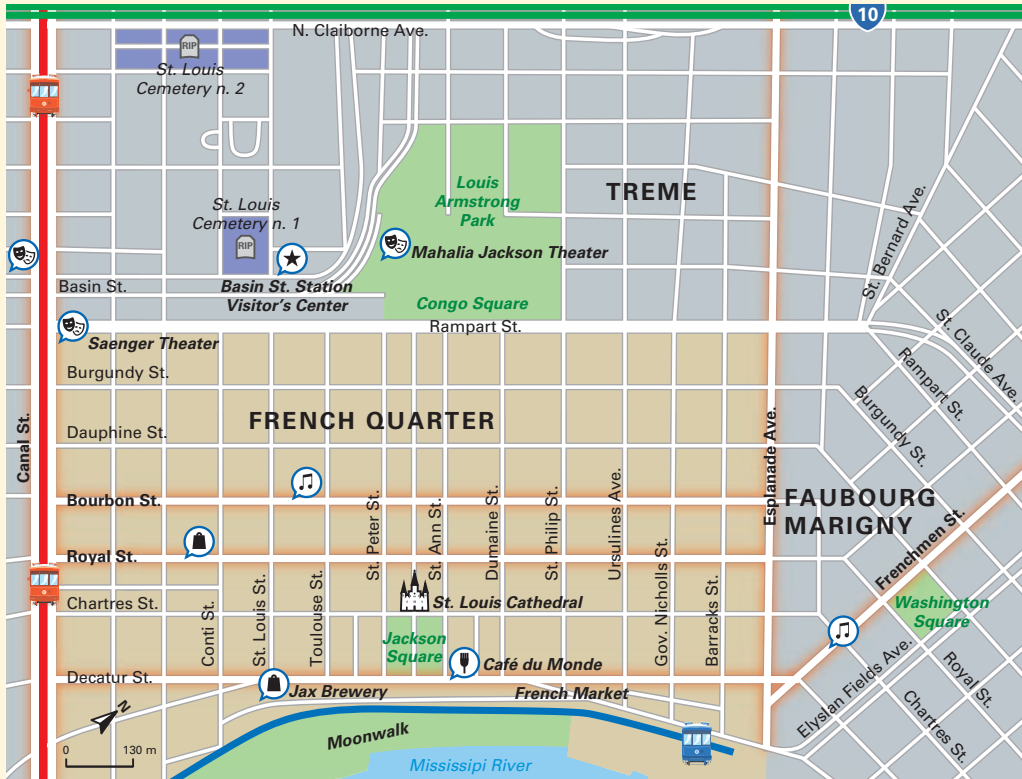 10
N. Claiborne Ave.
RIP
St. Louis
Cemetery n. 2
Louis
Armstrong
Park
TREME
St. Louis
Cemetery n. 1
RIP
St. Bernard Ave.
Mahalia Jackson Theater
Basin St.
Basin St. Station
Visitor's Center
Congo Square
Rampart St.
Saenger Theater
St. Claude Ave.
Rampart St.
Burgundy St.
Burgundy St.
FRENCH QUARTER
Dauphine St.
Canal St.
Esplanade Ave.
Bourbon St.
FAUBOURG
MARIGNY
St. Peter St.
St. Ann St.
Dumaine St.
St. Philip St.
Ursulines Ave.
Frenchmen St.
Royal St.
Chartres St.
Conti St.
St. Louis St.
Toulouse St.
St. Louis Cathedral
Gov. Nicholls St.
Barracks St.
Washington
Square
Jackson
Square
Café du Monde
Decatur St.
Jax Brewery
French Market
Elyslan Fields Ave.
Royal St.
Chartres St.
N
0 130 m
Moonwalk
Mississipi River